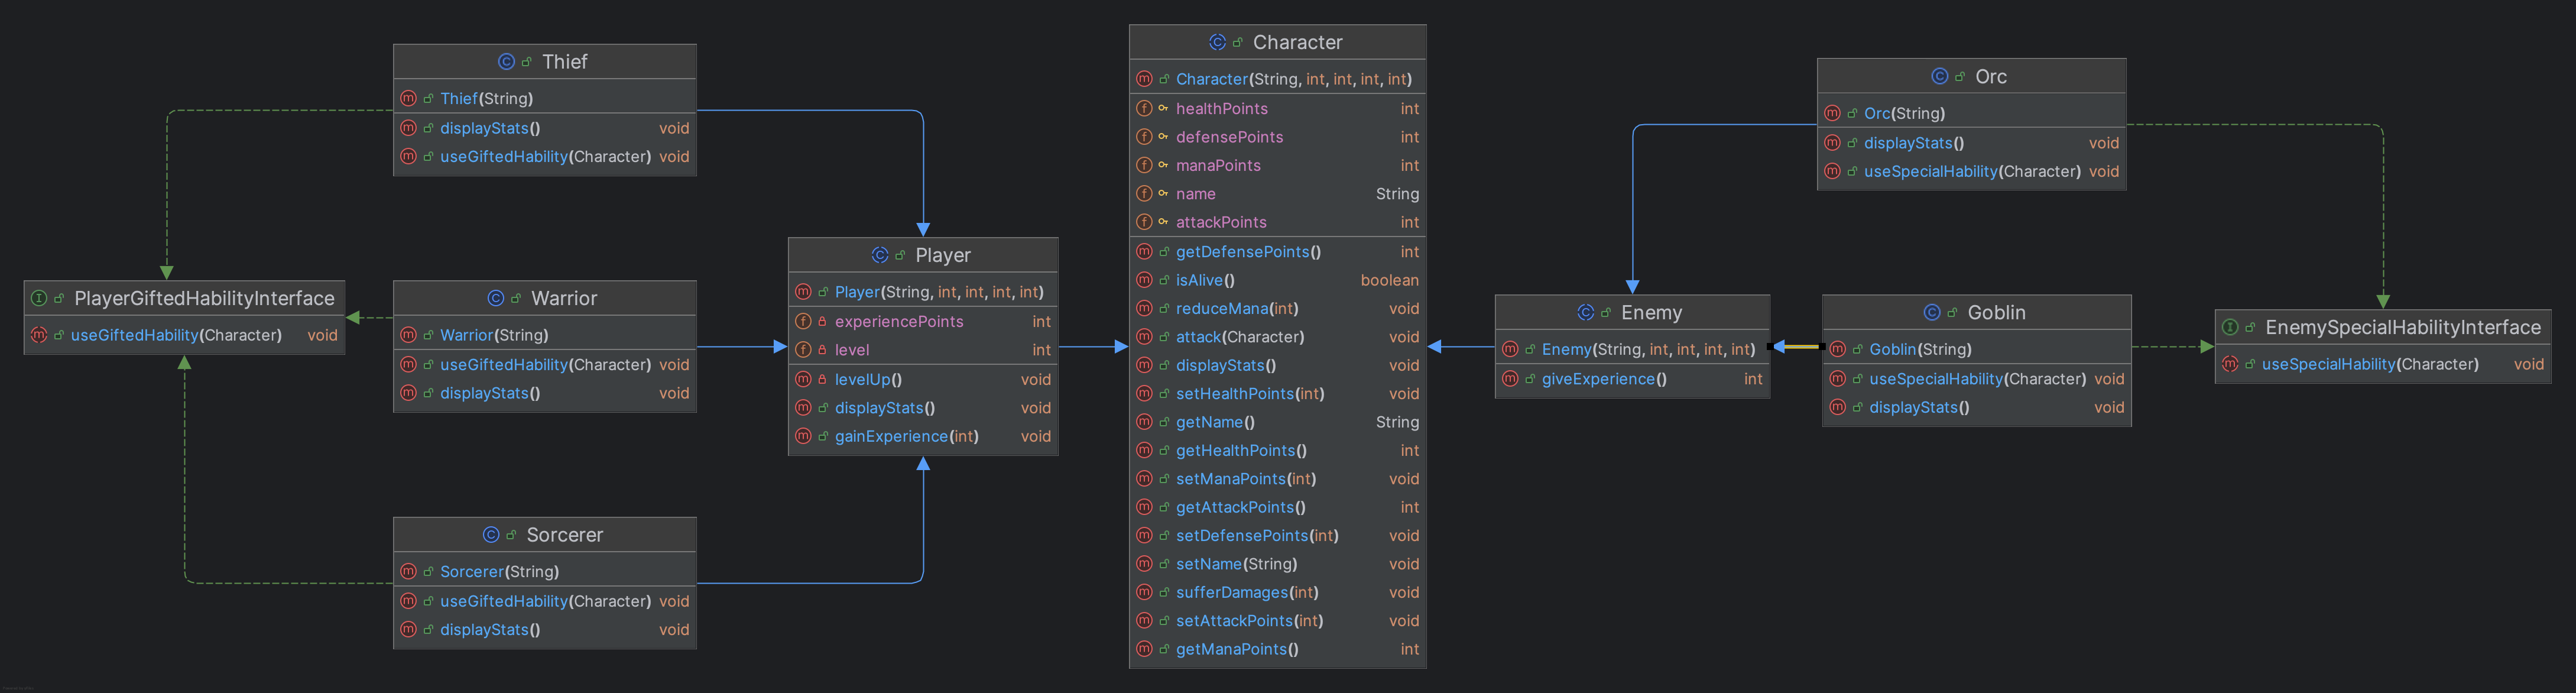 Thief
Thief(String)
displayStats() void
useGiftedHability(Character) void
PlayerGiftedHabilityInterface
useGiftedHability(Character) void
Warrior
Warrior(String)
useGiftedHability(Character) void
displayStats() void
Sorcerer
Sorcerer(String)
useGiftedHability(Character) void
displayStats() void
Player
Player(String, int, int, int, int)
experiencePoints int
level int
levelUp() void
displayStats() void
gainExperience(int) void
Character
Character(String, int, int, int, int)
healthPoints int
defensePoints int
manaPoints int
name String
attackPoints int
getDefensePoints() int
isAlive() boolean
reduceMana(int) void
attack(Character) void
displayStats() void
setHealthPoints(int) void
getName() String
getHealthPoints() int
setManaPoints(int) void
getAttackPoints() int
setDefensePoints(int) void
setName(String) void
sufferDamages(int) void
setAttackPoints(int) void
getManaPoints() int
Enemy
Enemy(String, int, int, int, int)
giveExperience() int
Orc
Orc(String)
displayStats() void
useSpecialHability(Character) void
Goblin
Goblin(String)
useSpecialHability(Character) void
displayStats() void
EnemySpecialHabilityInterface
useSpecialHability(Character) void